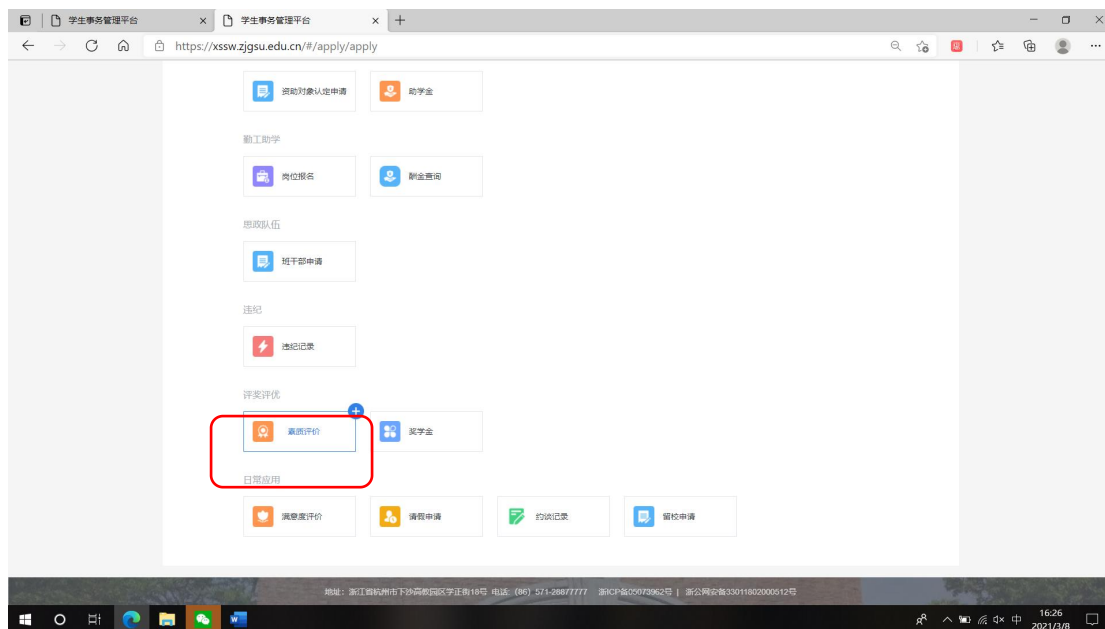 学生事务管理平台
学生事务管理平台
https://xssw.zjgsu.edu.cn/#/apply/apply
资助对象认定申请
助学金
勤工助学
岗位报名
酬金查询
思政队伍
班干部申请
违纪
违纪记录
评奖评优
素质评价
奖学金
日常应用
满意度评价
请假申请
约谈记录
留校申请
地址：浙江省杭州市下沙高教园区学正街18号 电话：(86) 571-28877777 浙ICP备05073962号 | 浙公网安备33011802000512号
中
16:26
2021/3/8